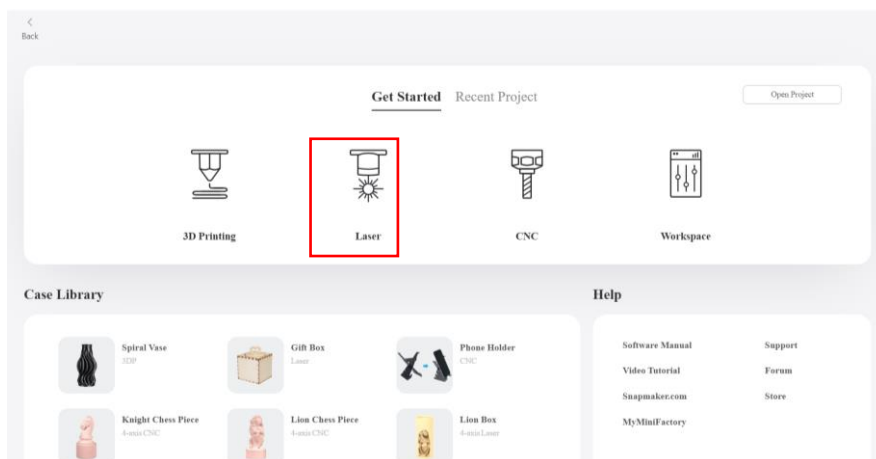 Back
Get Started Recent Project
Open Project
3D Printing
Laser
CNC
Workspace
Case Library
Spiral Vase
3DP
Gift Box
Laser
Phone Holder
CNC
Knight Chess Piece
4-axis CNC
Lion Chess Piece
4-axis CNC
Lion Box
4-axis Laser
Help
Software Manual
Support
Video Tutorial
Forum
Snapmaker.com
Store
MyMiniFactory